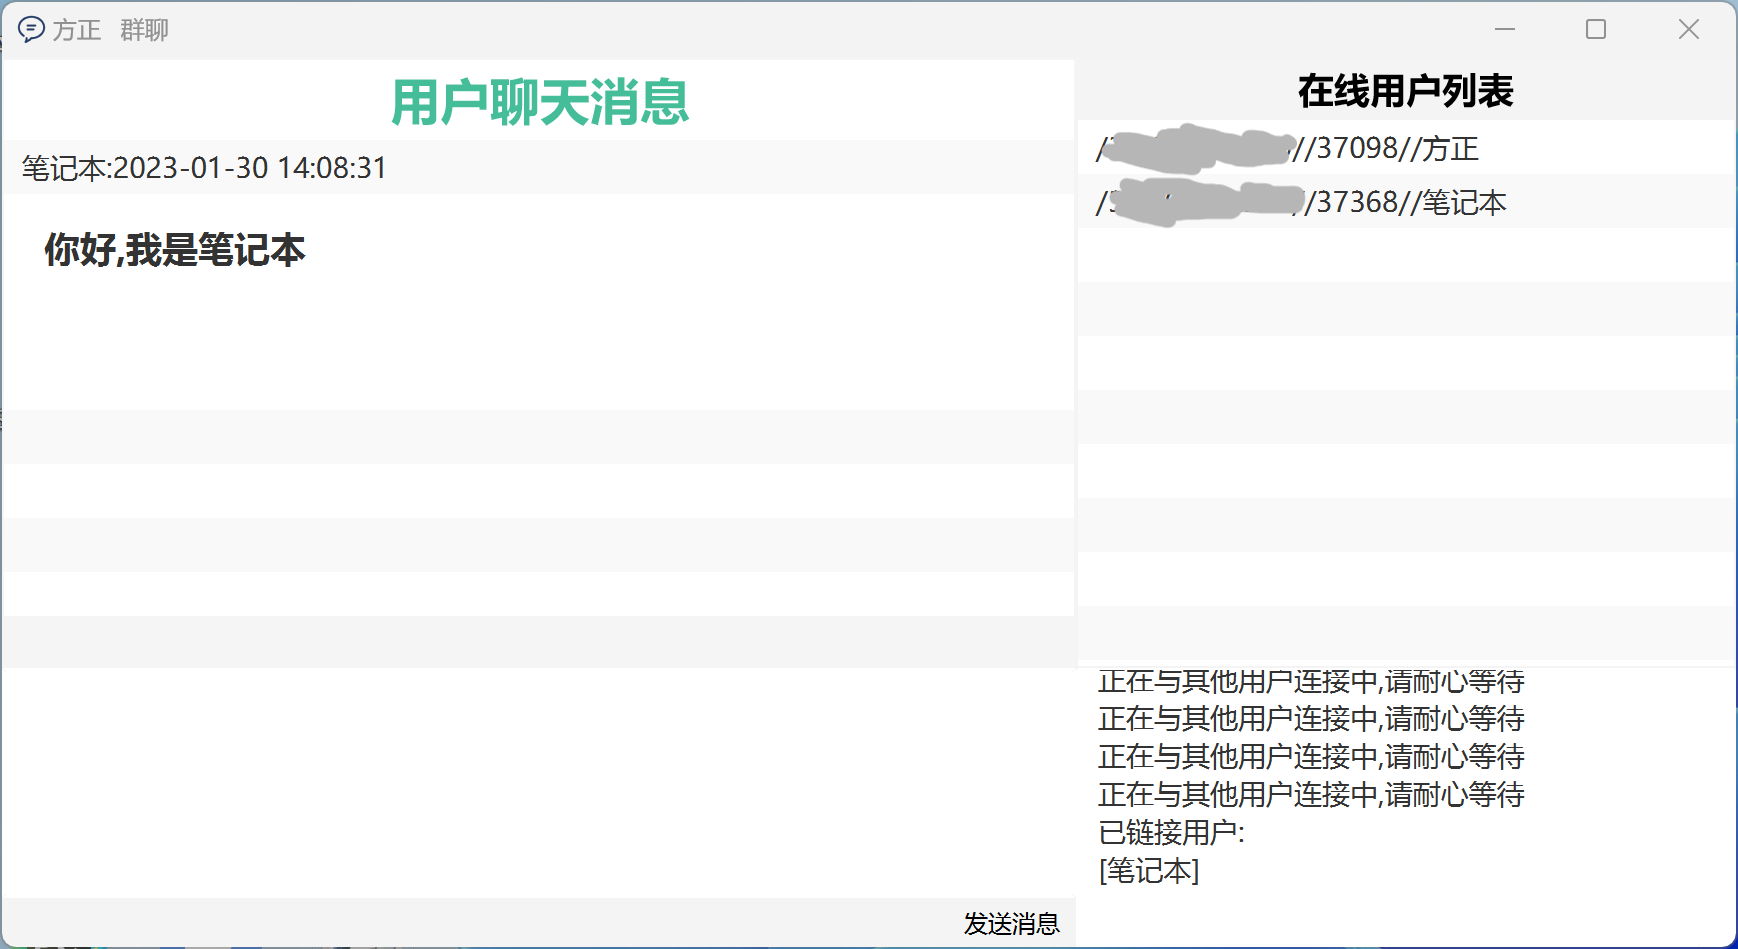 方正 群聊
用户聊天消息
笔记本:2023-01-30 14:08:31
你好,我是笔记本
发送消息
在线用户列表
//37098//方正
//37368//笔记本
正在与其他用户连接中,请耐心等待
正在与其他用户连接中,请耐心等待
正在与其他用户连接中,请耐心等待
正在与其他用户连接中,请耐心等待
已链接用户:
[笔记本]